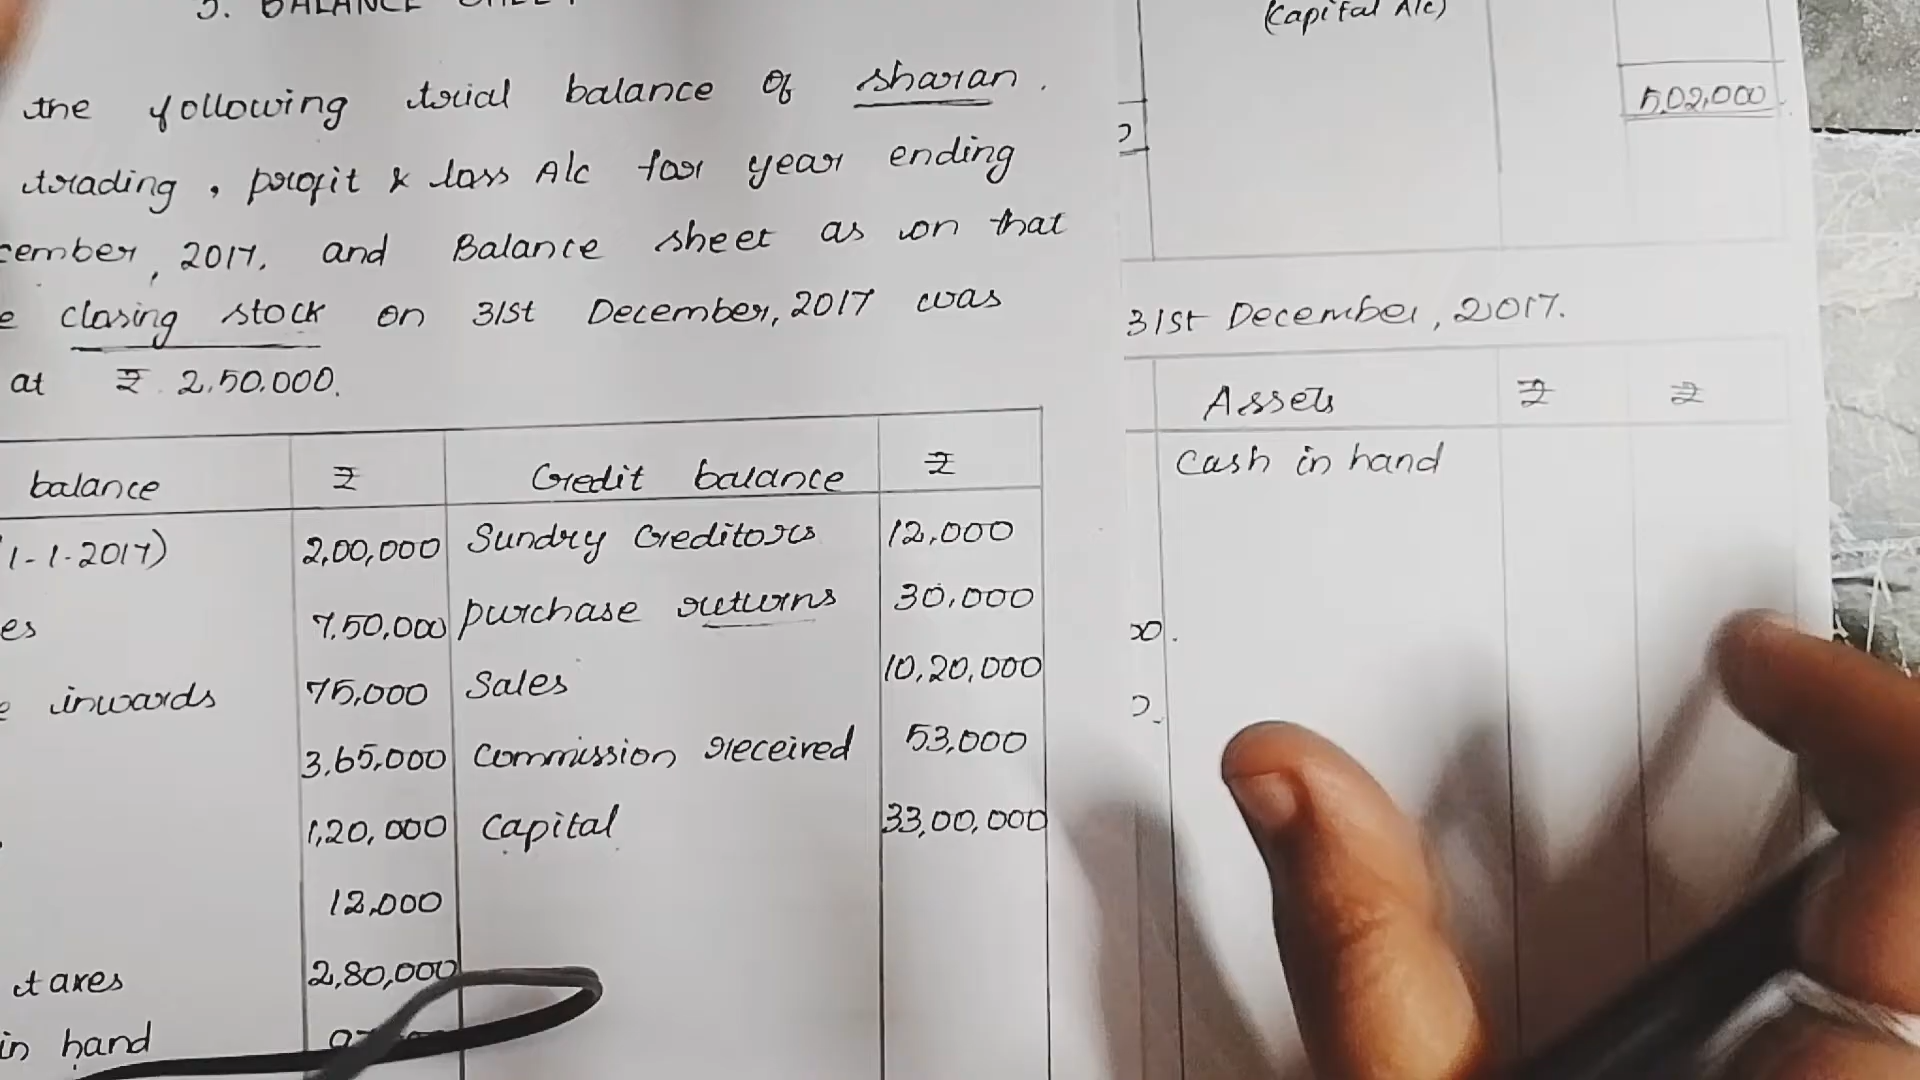 3. BALANCE SHEET
the following trial balance of sharan.
trading, profit & loss A/c for year ending
cember, 2017. and Balance sheet as on that
e closing stock on 31st December, 2017 was
at ₹ 2,50,000.
balance ₹ Credit balance ₹
1-1-2017) 2,00,000 Sundry Creditors 12,000
es 7,50,000 purchase returns 30,000
e inwards 75,000 Sales 10,20,000
3,65,000 Commission received 53,000
1,20,000 Capital 33,00,000
12,000
taxes 2,80,000
in hand
(Capital A/c)
5,02,000
31st December, 2017.
Assets ₹ ₹
Cash in hand